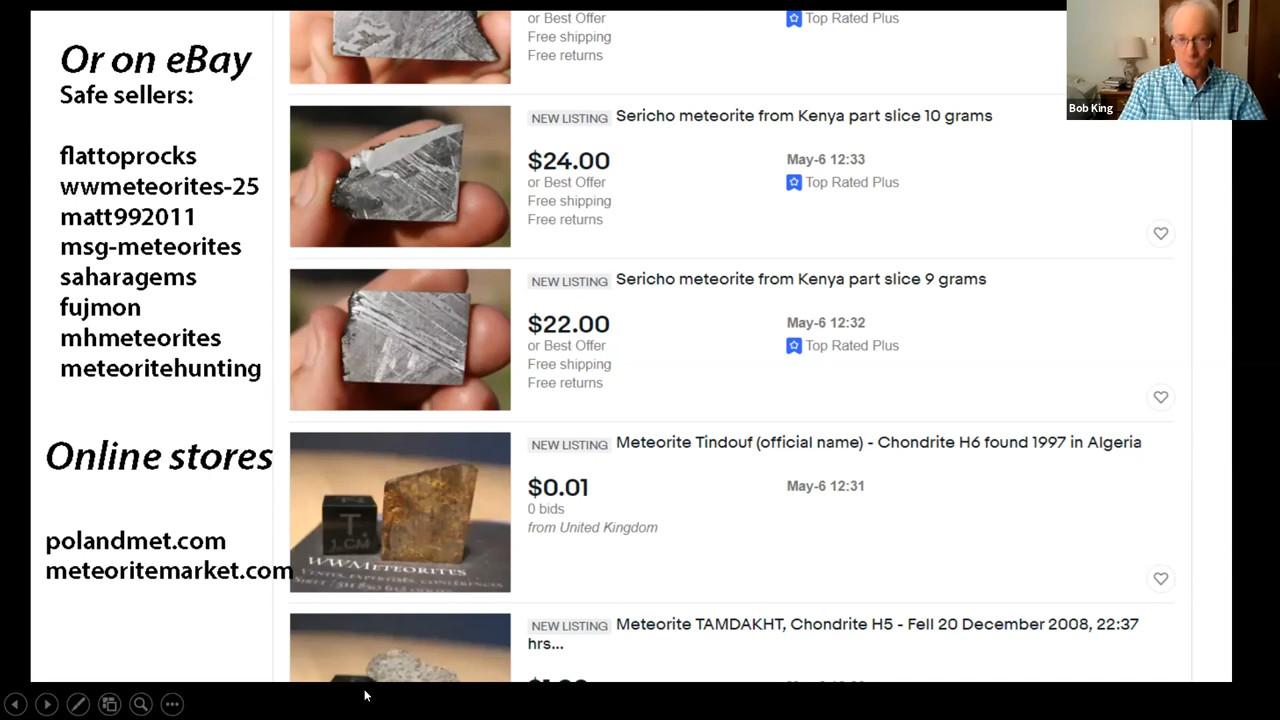 Or on eBay
Safe sellers:
flattoprocks
wwmeteorites-25
matt992011
msg-meteorites
saharagems
fujmon
mhmeteorites
meteoritehunting
Online stores
polandmet.com
meteoritemarket.com
or Best Offer
Free shipping
Free returns
Top Rated Plus
NEW LISTING Sericho meteorite from Kenya part slice 10 grams
$24.00
or Best Offer
Free shipping
Free returns
May-6 12:33
Top Rated Plus
NEW LISTING Sericho meteorite from Kenya part slice 9 grams
$22.00
or Best Offer
Free shipping
Free returns
May-6 12:32
Top Rated Plus
NEW LISTING Meteorite Tindouf (official name) - Chondrite H6 found 1997 in Algeria
$0.01
0 bids
from United Kingdom
May-6 12:31
N
T
1 CM
WWMETEORITES
NEW LISTING Meteorite TAMDAKHT, Chondrite H5 - Fell 20 December 2008, 22:37
hrs...
Bob King